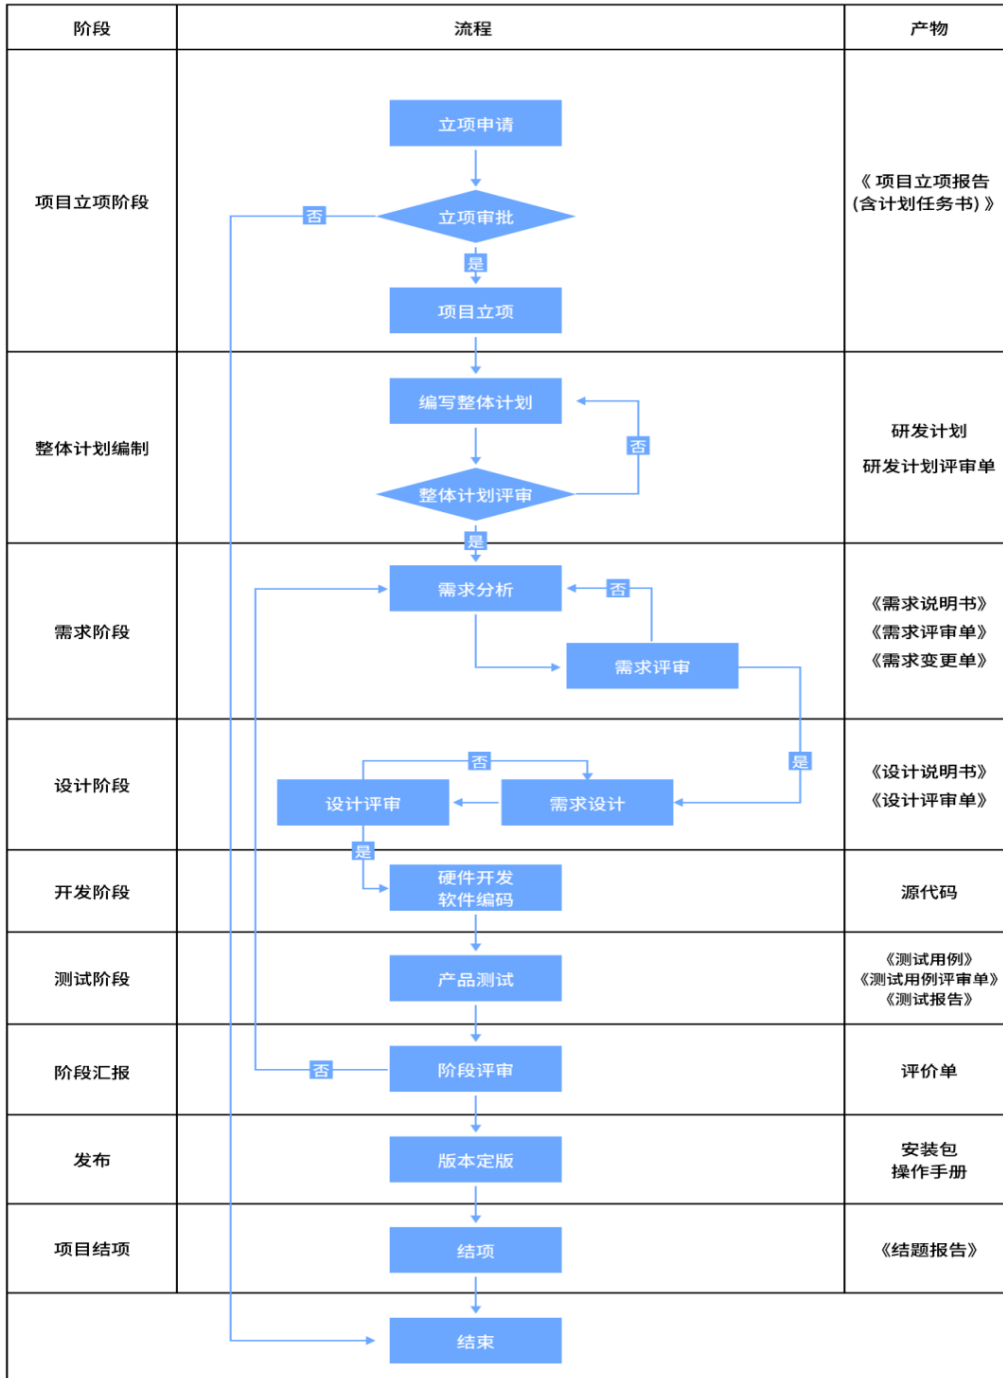 阶段
流程
产物
项目立项阶段
立项申请
立项审批
否
是
项目立项
《 项目立项报告
(含计划任务书) 》
整体计划编制
编写整体计划
否
整体计划评审
是
研发计划
研发计划评审单
需求阶段
需求分析
否
需求评审
《需求说明书》
《需求评审单》
《需求变更单》
设计阶段
否
是
设计评审
需求设计
是
《设计说明书》
《设计评审单》
开发阶段
硬件开发
软件编码
源代码
测试阶段
产品测试
《测试用例》
《测试用例评审单》
《测试报告》
阶段汇报
否
阶段评审
评价单
发布
版本定版
安装包
操作手册
项目结项
结项
《结题报告》
结束